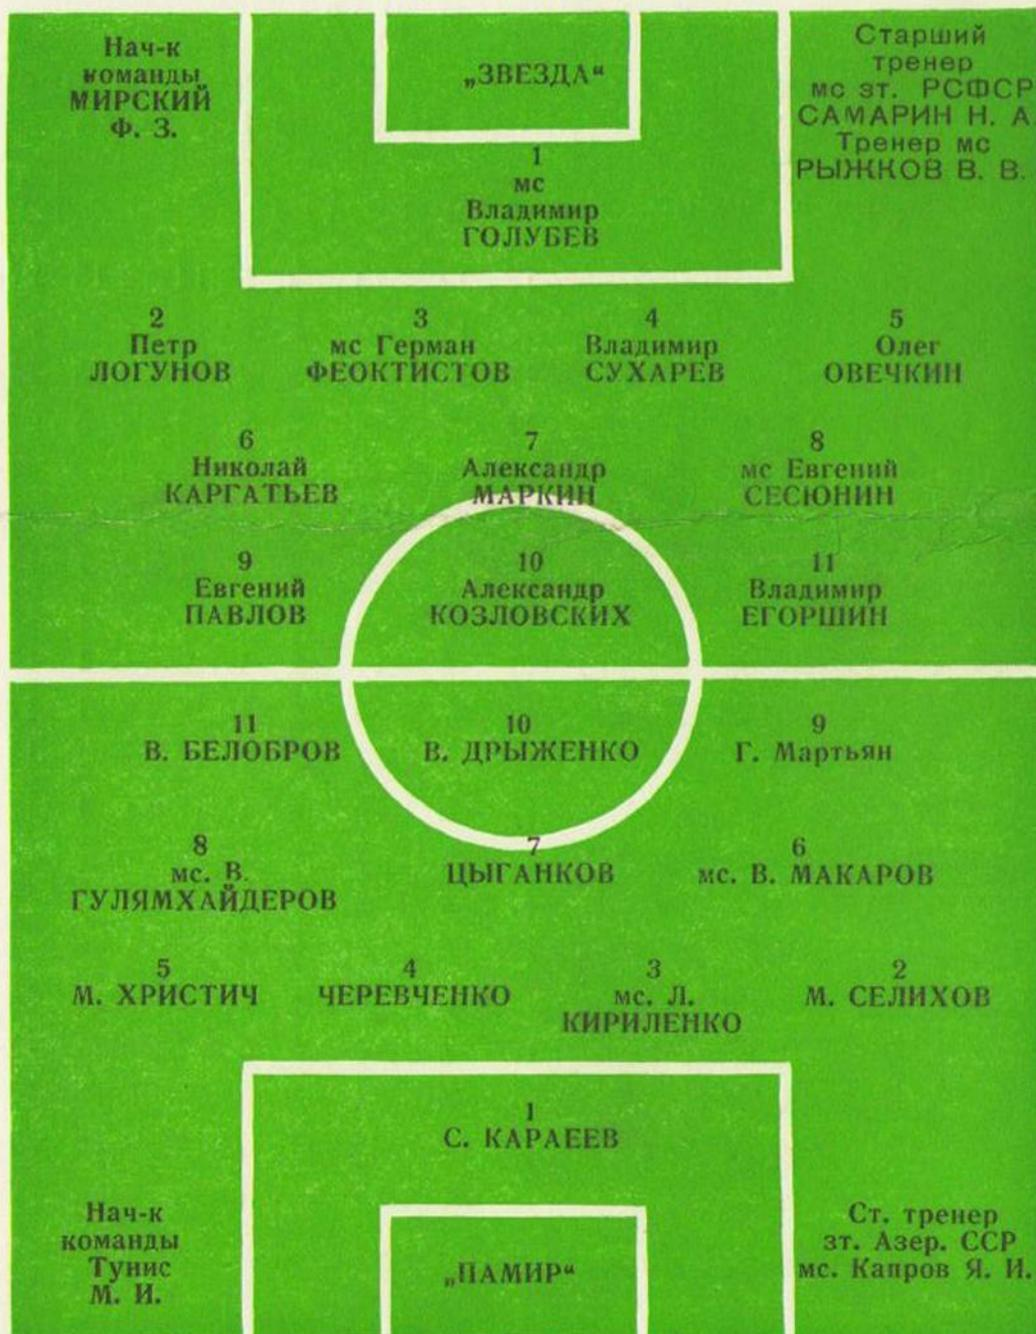 Нач-к
команды
МИРСКИЙ
Ф. З.
„ЗВЕЗДА“
Старший
тренер
мс зт. РСФСР
САМАРИН Н. А.
Тренер мс
РЫЖКОВ В. В.
1
мс
Владимир
ГОЛУБЕВ
2
Петр
ЛОГУНОВ
3
мс Герман
ФЕОКТИСТОВ
4
Владимир
СУХАРЕВ
5
Олег
ОВЕЧКИН
6
Николай
КАРГАТЬЕВ
7
Александр
МАРКИН
8
мс Евгений
СЕСЮНИН
9
Евгений
ПАВЛОВ
10
Александр
КОЗЛОВСКИХ
11
Владимир
ЕГОРШИН
11
В. БЕЛОБРОВ
10
В. ДРЫЖЕНКО
9
Г. Мартьян
8
мс. В.
ГУЛЯМХАЙДЕРОВ
7
ЦЫГАНКОВ
6
мс. В. МАКАРОВ
5
М. ХРИСТИЧ
4
ЧЕРЕВЧЕНКО
3
мс. Л.
КИРИЛЕНКО
2
М. СЕЛИХОВ
1
С. КАРАЕЕВ
Нач-к
команды
Тунис
М. И.
„ПАМИР“
Ст. тренер
зт. Азер. ССР
мс. Капров Я. И.